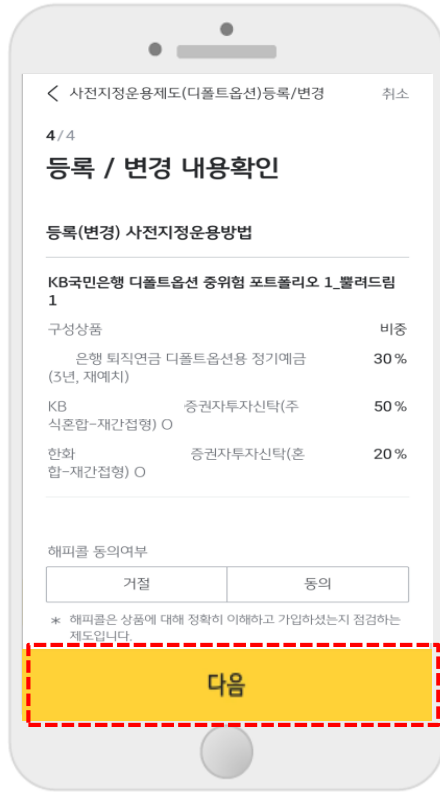 사전지정운용제도(디폴트옵션)등록/변경 취소
4/4
등록 / 변경 내용확인
등록(변경) 사전지정운용방법
KB국민은행 디폴트옵션 중위험 포트폴리오 1_뿔려드림
1
구성상품 비중
은행 퇴직연금 디폴트옵션용 정기예금 30%
(3년, 재예치)
KB 증권자투자신탁(주 50%
식혼합-재간접형) O
한화 증권자투자신탁(혼 20%
합-재간접형) O
해피콜 동의여부
거절 동의
* 해피콜은 상품에 대해 정확히 이해하고 가입하셨는지 점검하는
제도입니다.
다음